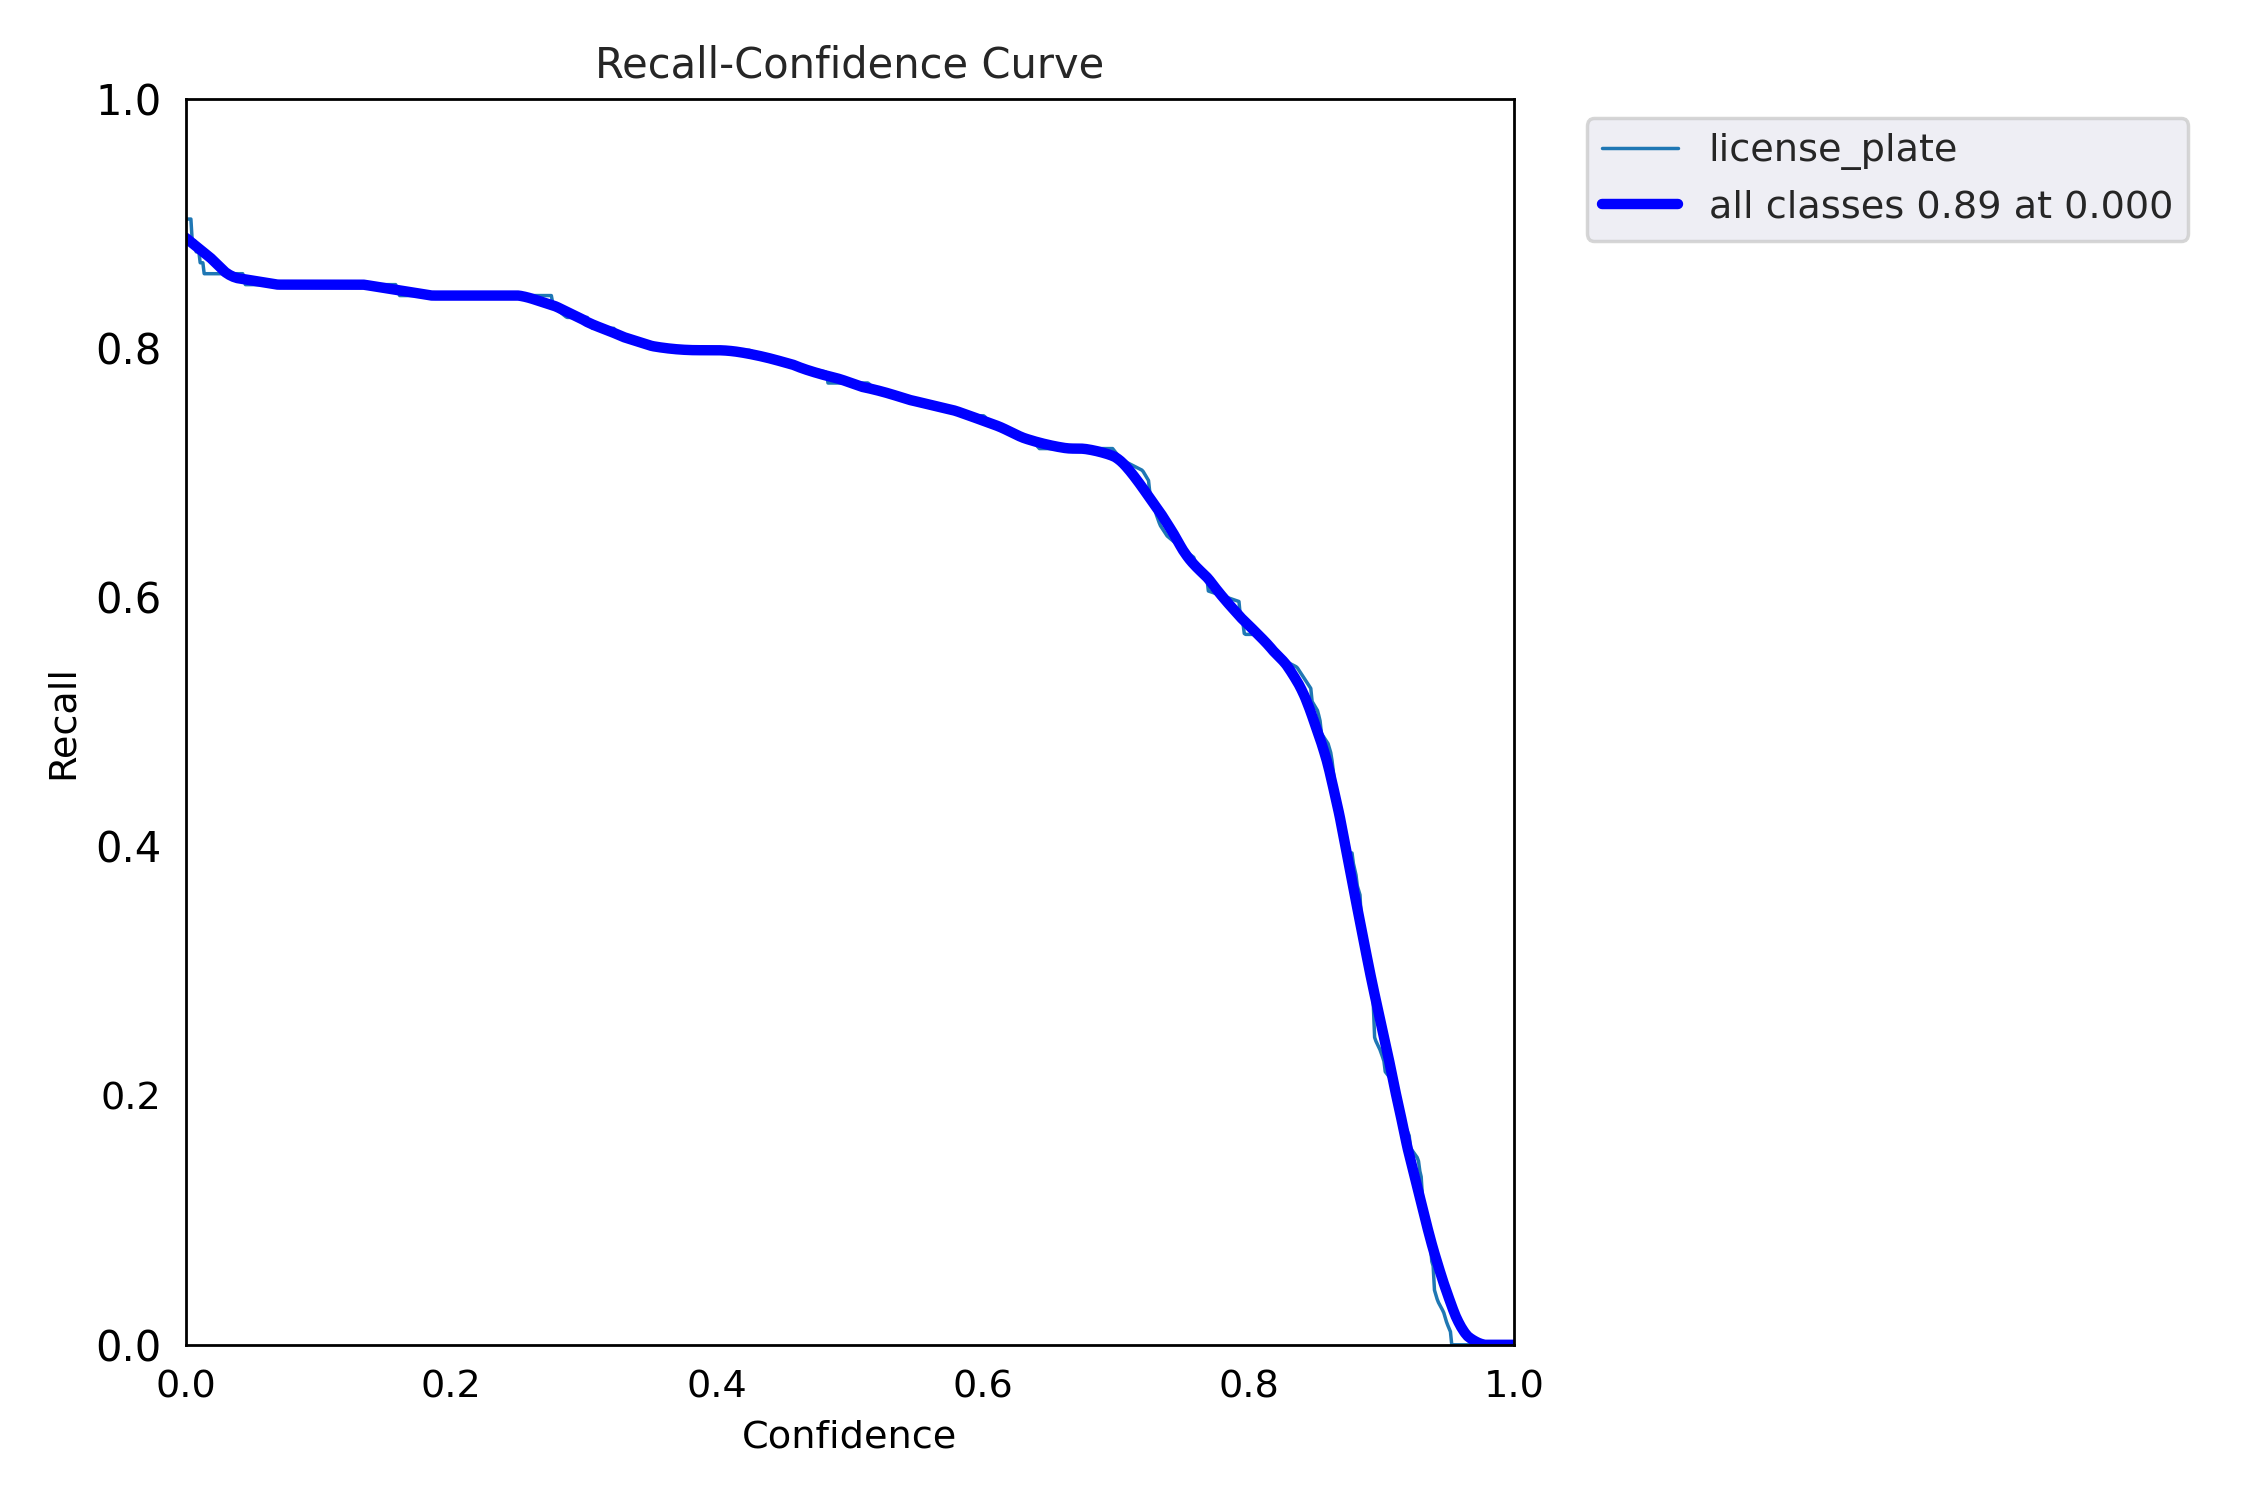 Recall-Confidence Curve
1.0
0.8
0.6
0.4
0.2
0.0
Recall
0.0 0.2 0.4 0.6 0.8 1.0
Confidence
license_plate
all classes 0.89 at 0.000